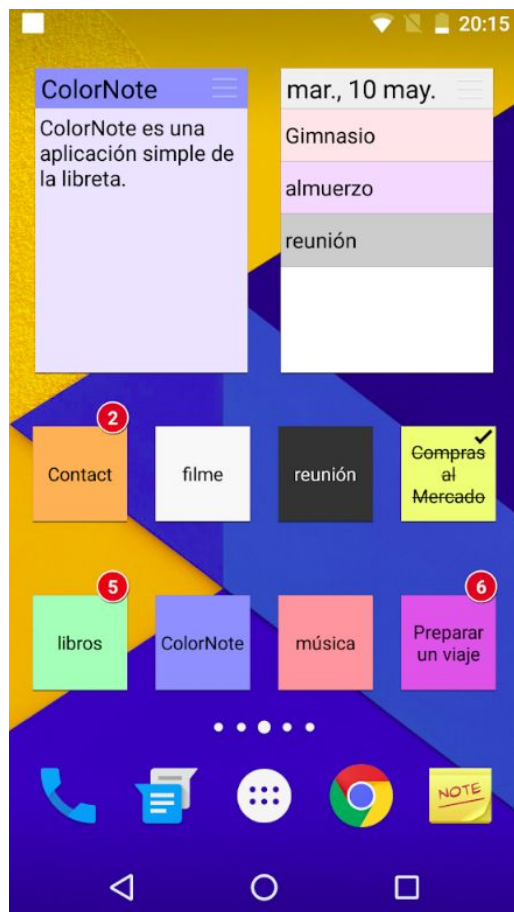 20:15
ColorNote
ColorNote es una
aplicación simple de
la libreta.
mar., 10 may.
Gimnasio
almuerzo
reunión
2
Contact
filme
reunión
Compras
al
Mercado
5
libros
ColorNote
música
6
Preparar
un viaje
NOTE